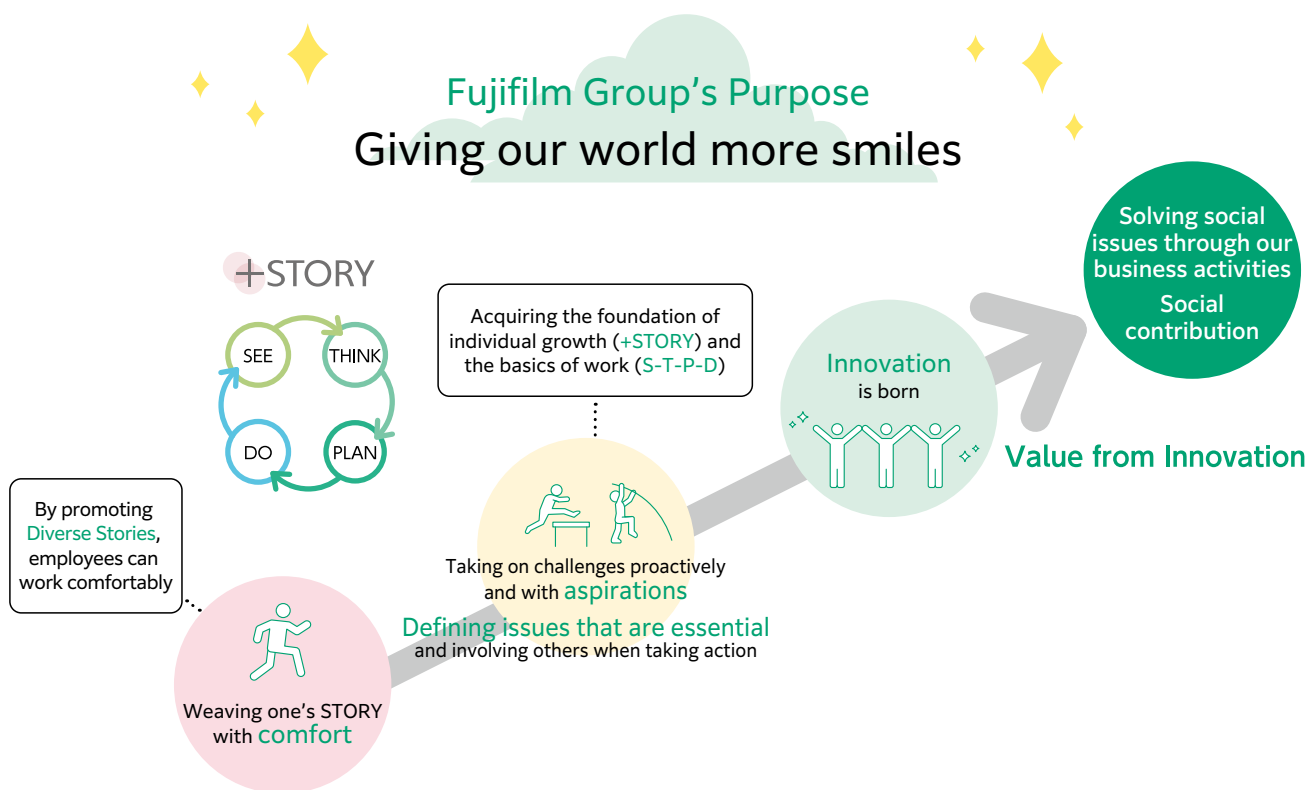 Fujifilm Group's Purpose
Giving our world more smiles
Solving social
issues through our
business activities
Social
contribution
+STORY
SEE
THINK
DO
PLAN
Acquiring the foundation of
individual growth (+STORY) and
the basics of work (S-T-P-D)
Innovation
is born
Value from Innovation
By promoting
Diverse Stories,
employees can
work comfortably
Taking on challenges proactively
and with aspirations
Defining issues that are essential
and involving others when taking action
Weaving one's STORY
with comfort